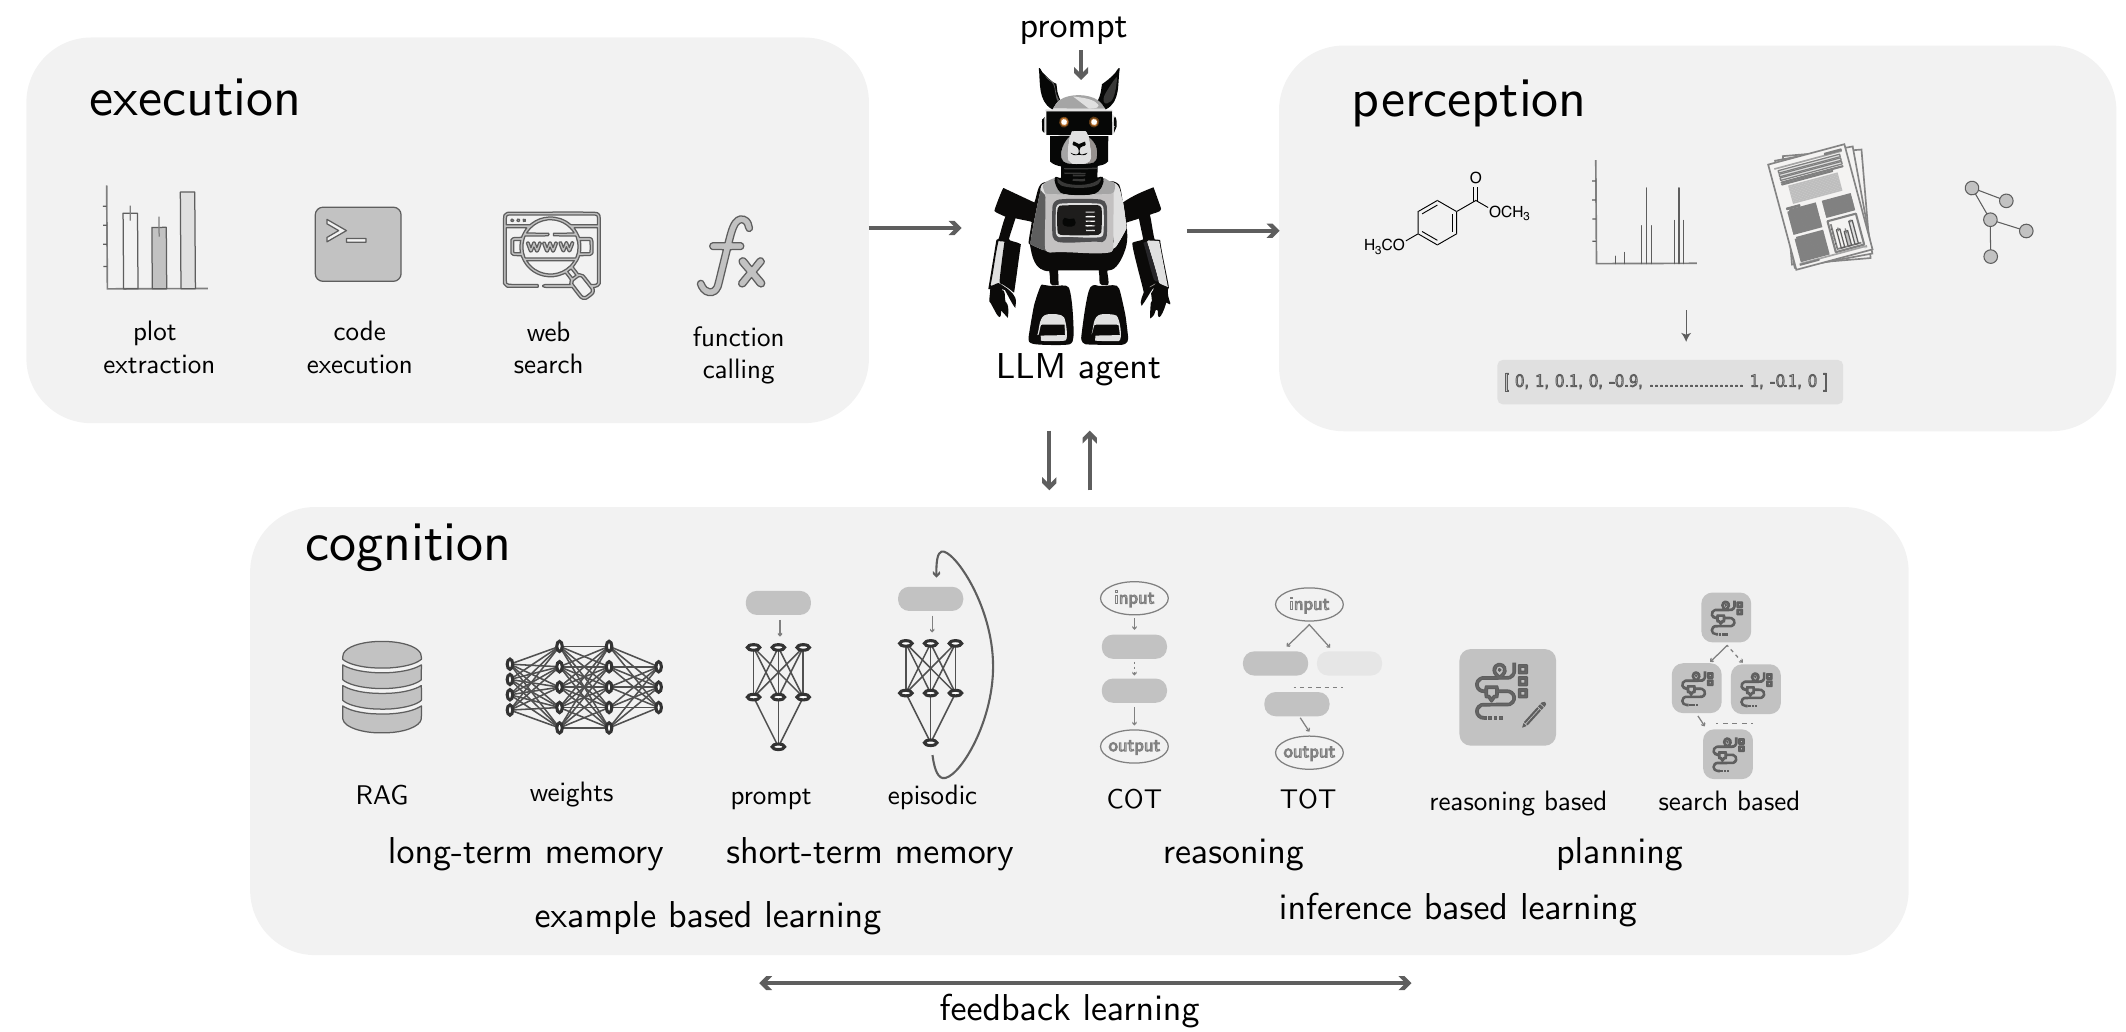 prompt
execution
perception
>_
www
fx
O
OCH3
H3CO
plot
extraction
code
execution
web
search
function
calling
LLM agent
[ 0, 1, 0.1, 0, -0.9, ................... 1, -0.1, 0 ]
cognition
input
input
output
output
RAG
weights
prompt
episodic
COT
TOT
reasoning based
search based
long-term memory
short-term memory
reasoning
planning
example based learning
inference based learning
feedback learning